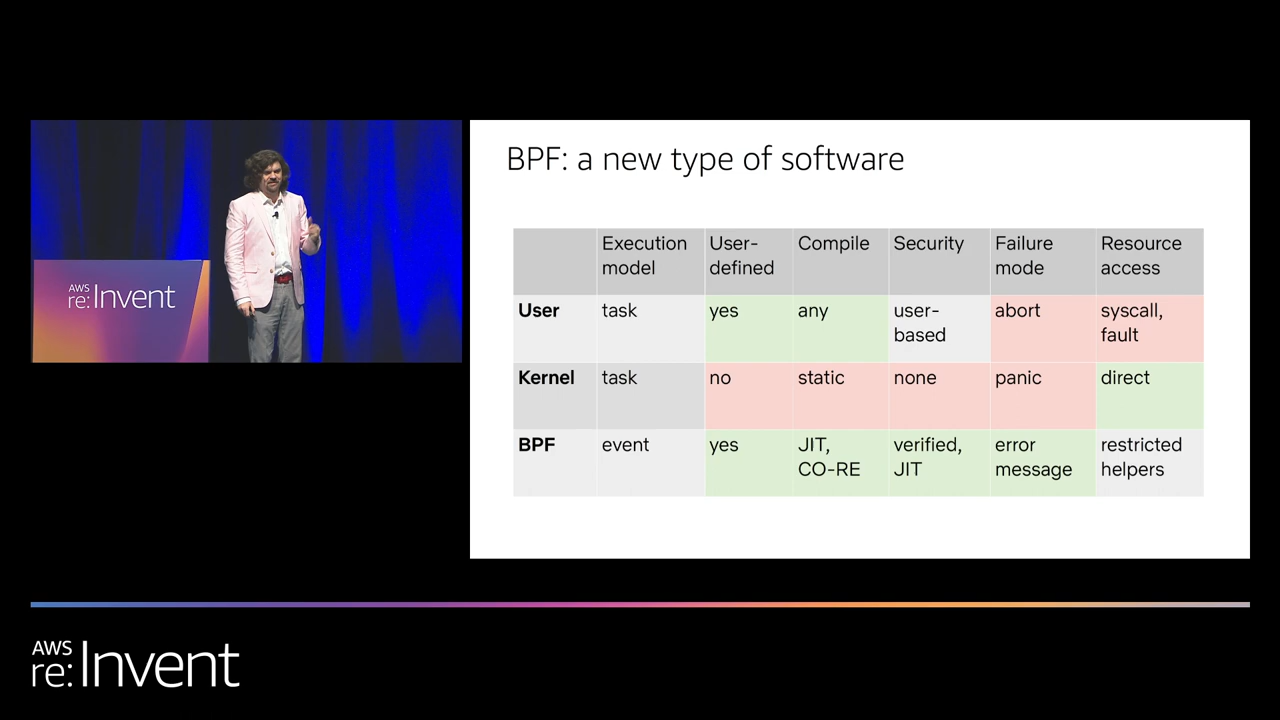 AWS
re:Invent
BPF: a new type of software
Execution model User-defined Compile Security Failure mode Resource access
User task yes any user-based abort syscall, fault
Kernel task no static none panic direct
BPF event yes JIT, CO-RE verified, JIT error message restricted helpers
AWS
re:Invent